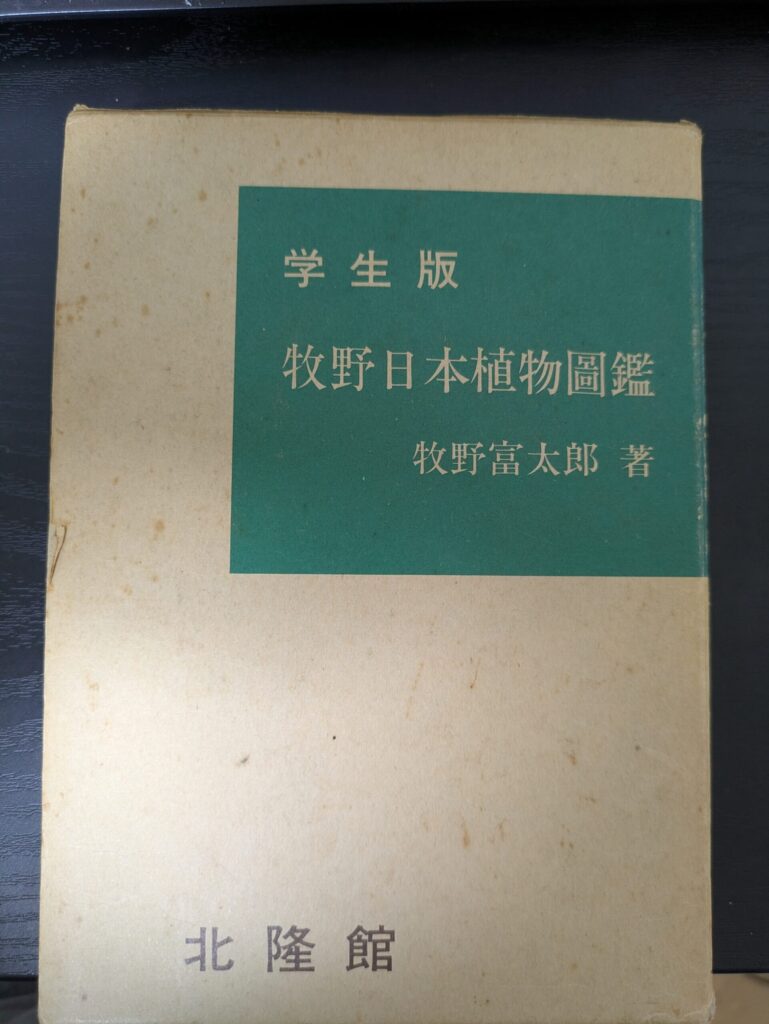 学生版
牧野日本植物圖鑑
牧野富太郎 著
北隆館